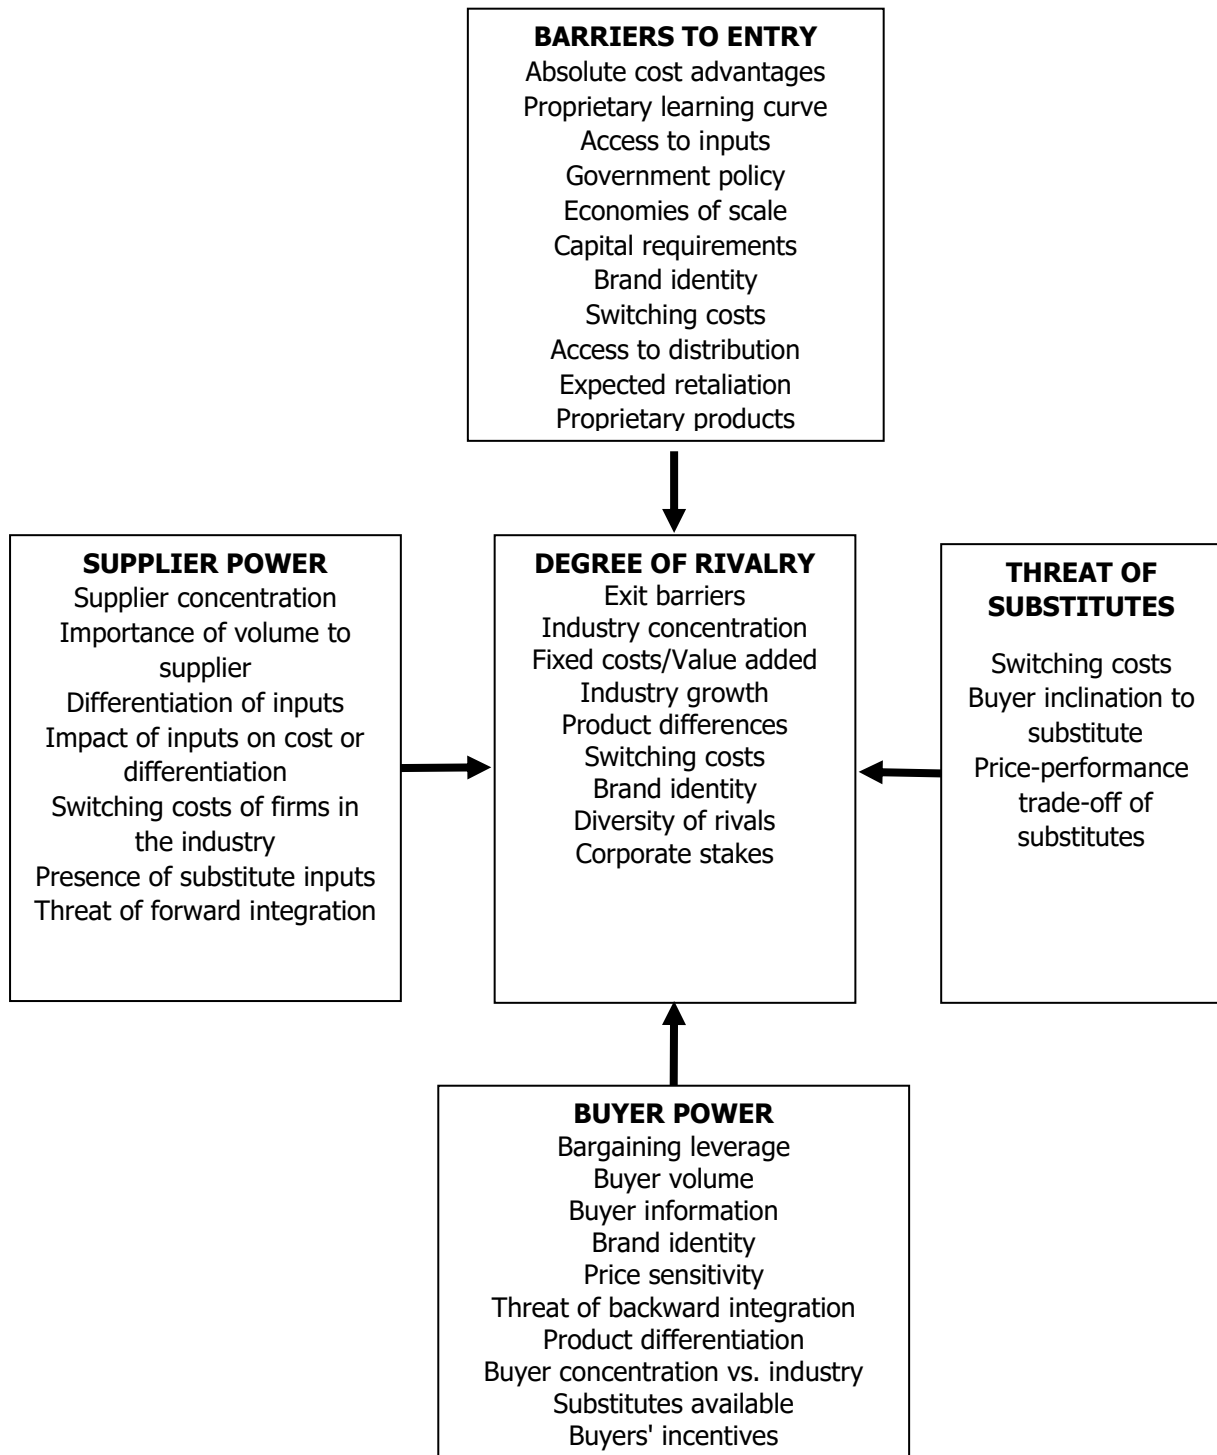 BARRIERS TO ENTRY
Absolute cost advantages
Proprietary learning curve
Access to inputs
Government policy
Economies of scale
Capital requirements
Brand identity
Switching costs
Access to distribution
Expected retaliation
Proprietary products
SUPPLIER POWER
Supplier concentration
Importance of volume to
supplier
Differentiation of inputs
Impact of inputs on cost or
differentiation
Switching costs of firms in
the industry
Presence of substitute inputs
Threat of forward integration
DEGREE OF RIVALRY
Exit barriers
Industry concentration
Fixed costs/Value added
Industry growth
Product differences
Switching costs
Brand identity
Diversity of rivals
Corporate stakes
THREAT OF
SUBSTITUTES
Switching costs
Buyer inclination to
substitute
Price-performance
trade-off of
substitutes
BUYER POWER
Bargaining leverage
Buyer volume
Buyer information
Brand identity
Price sensitivity
Threat of backward integration
Product differentiation
Buyer concentration vs. industry
Substitutes available
Buyers' incentives